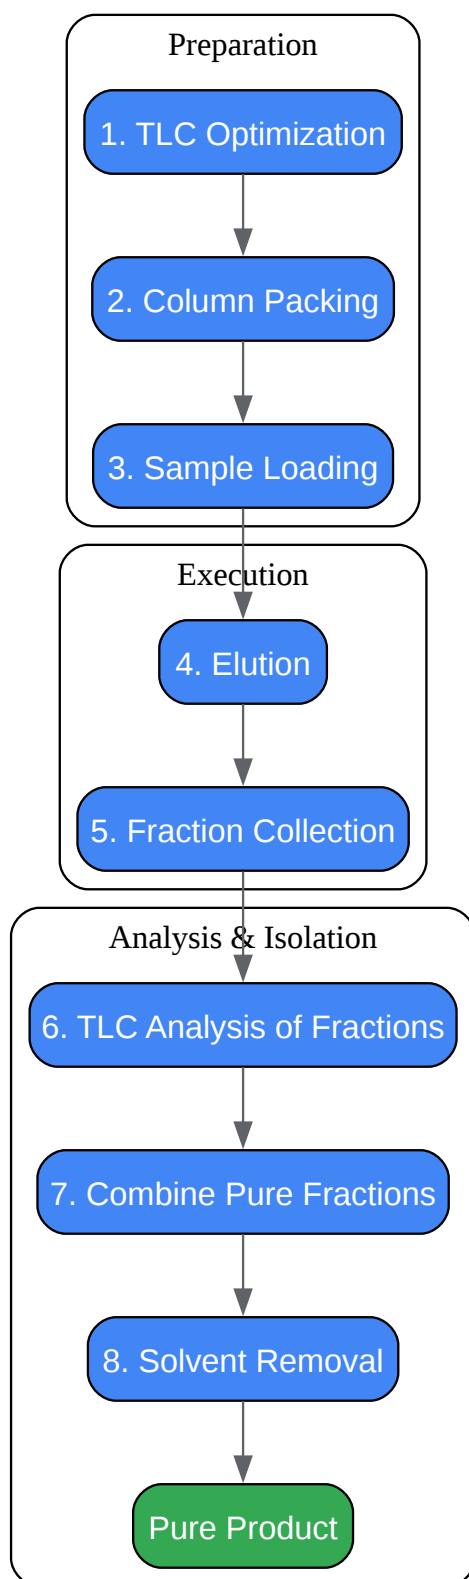 Preparation
1. TLC Optimization
2. Column Packing
3. Sample Loading
Execution
4. Elution
5. Fraction Collection
Analysis & Isolation
6. TLC Analysis of Fractions
7. Combine Pure Fractions
8. Solvent Removal
Pure Product